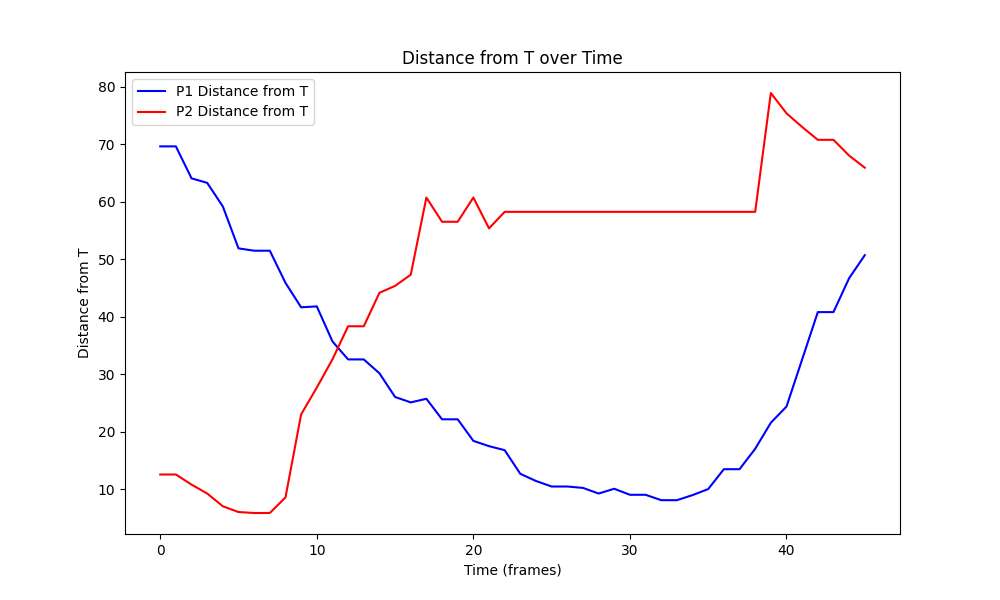 Distance from T over Time
P1 Distance from T
P2 Distance from T
Distance from T
80
70
60
50
40
30
20
10
0
10
20
30
40
Time (frames)